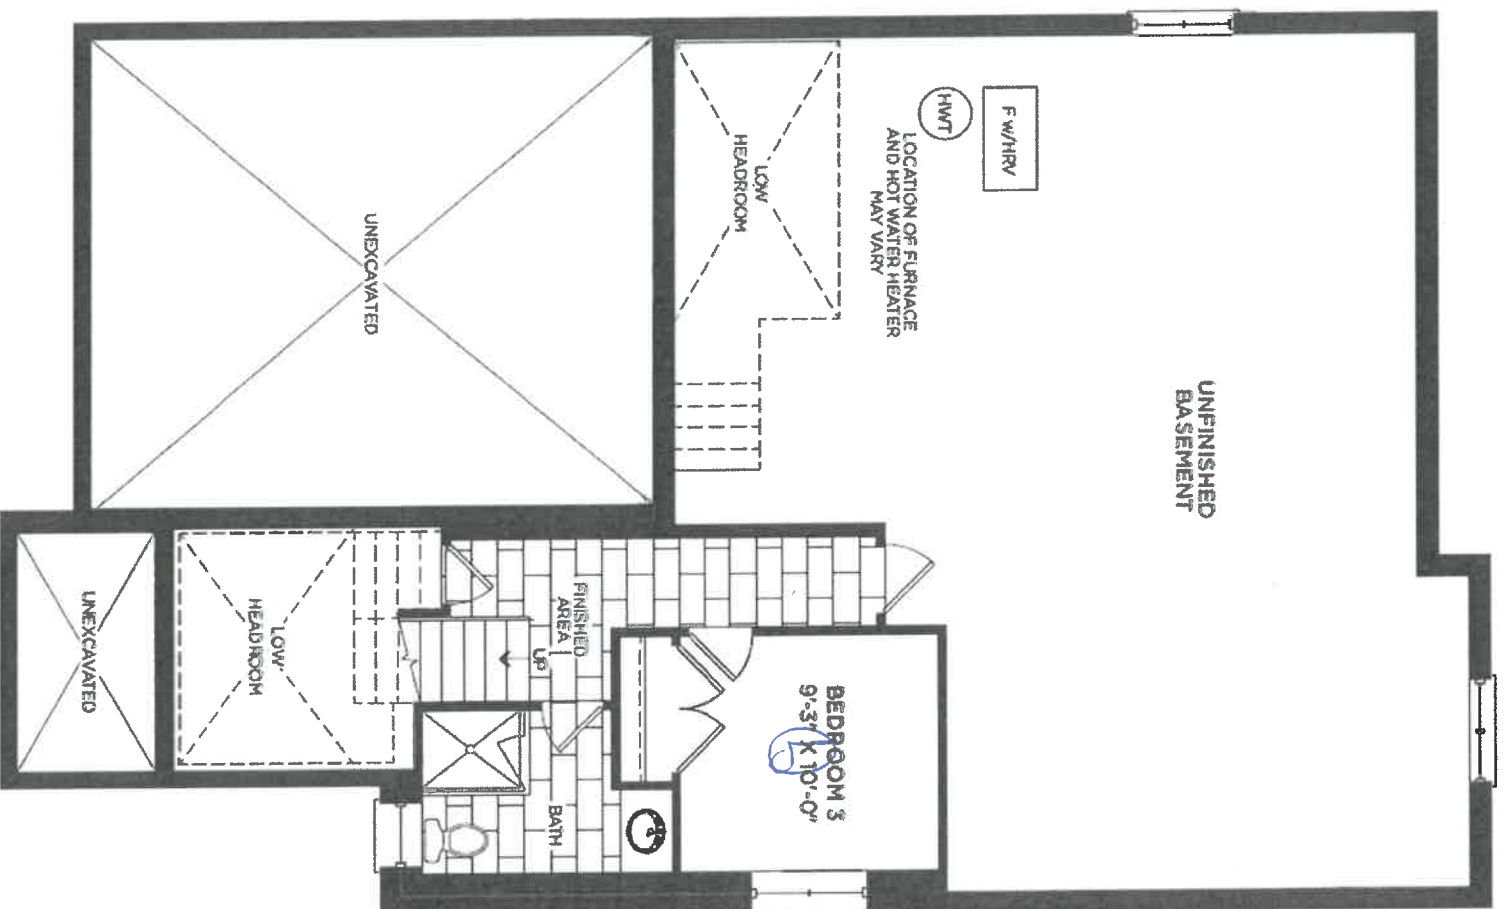 F W/HRV
HWT
LOCATION OF FURNACE
AND HOT WATER HEATER
MAY VARY
LOW
HEADROOM
UNEXCAVATED
UNFINISHED
BASEMENT
FINISHED
AREA
UP
BEDROOM 3
9'-3" X 10'-0"
5
BATH
LOW
HEADROOM
UNEXCAVATED